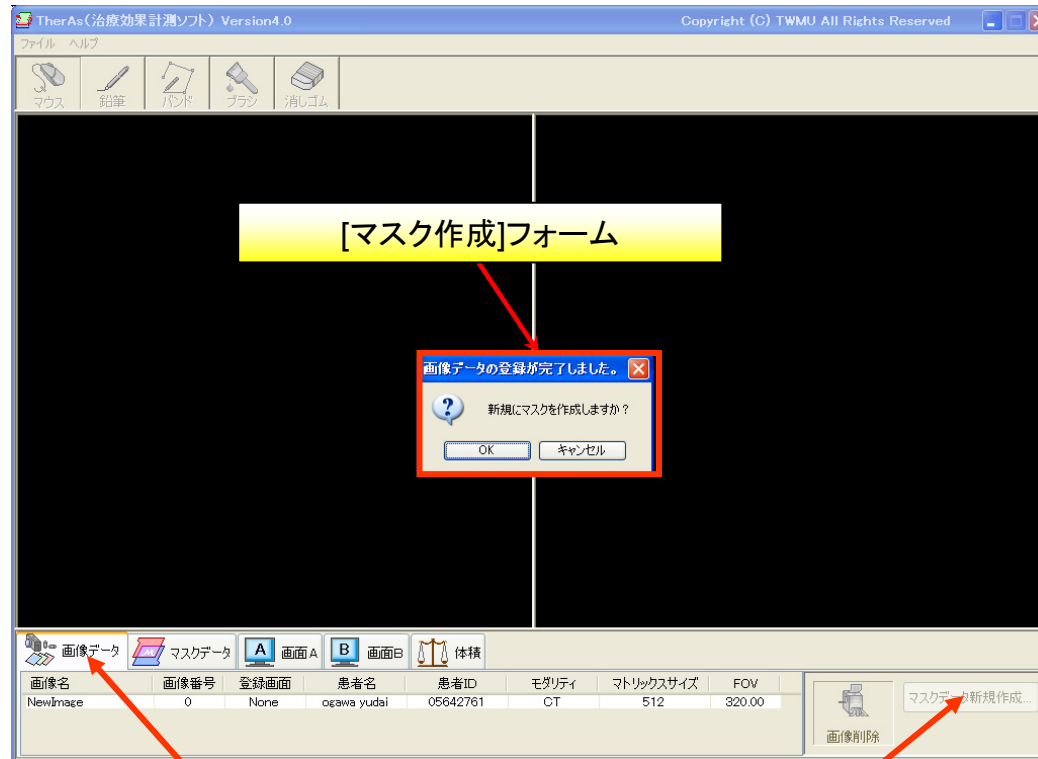 TherAs(治療効果計測ソフト) Version4.0 Copyright (C) TWMU All Rights Reserved
ファイル ヘルプ
マウス 鉛筆 バンド ブラシ 消しゴム
[マスク作成]フォーム
画像データの登録が完了しました。
新規にマスクを作成しますか?
OK キャンセル
画像データ マスクデータ A 画面A B 画面B 体積
画像名 画像番号 登録画面 患者名 患者ID モダリティ マトリックスサイズ FOV
NewImage 0 None ogawa yudai 05642761 CT 512 320.00
マスクデータ新規作成...
画像削除